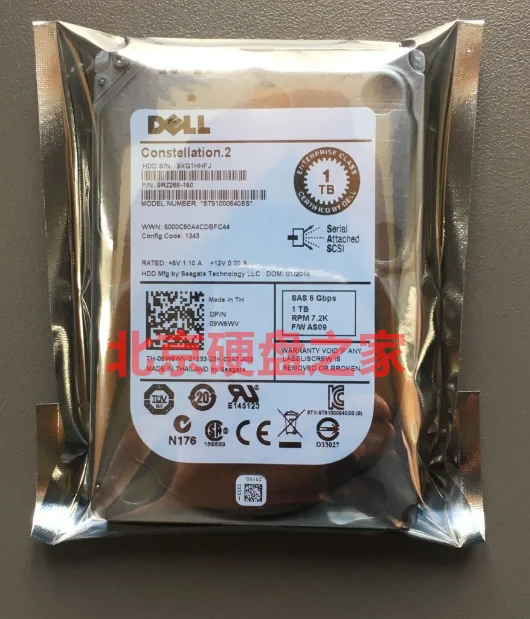 DELL
Constellation.2
HDD S/N: 9XG1HHFJ
P/N: 9RZ268-150
MODEL NUMBER: *ST91000640SS*
ENTERPRISE CLASS
1
TB
CERTIFIED BY DELL
WWN: 5000C50A4CDBFC44
Config Code: 1343
Serial
Attached
SCSI
RATED: +5V 1.10 A +12V 0.20 A
HDD Mfg by Seagate Technology LLC DOM: 01/2016
Made in TH
DP/N
09W5WV
SAS 6 Gbps
1 TB
RPM 7.2K
F/W AS09
北京硬盘之家
WARRANTY VOID IF ANY
LABEL/SCREW IS
REMOVED OR BROKEN.
MADE IN THAILAND BY Seagate
20
E145123
STX-ST91000640SS (B)
N176
D33027